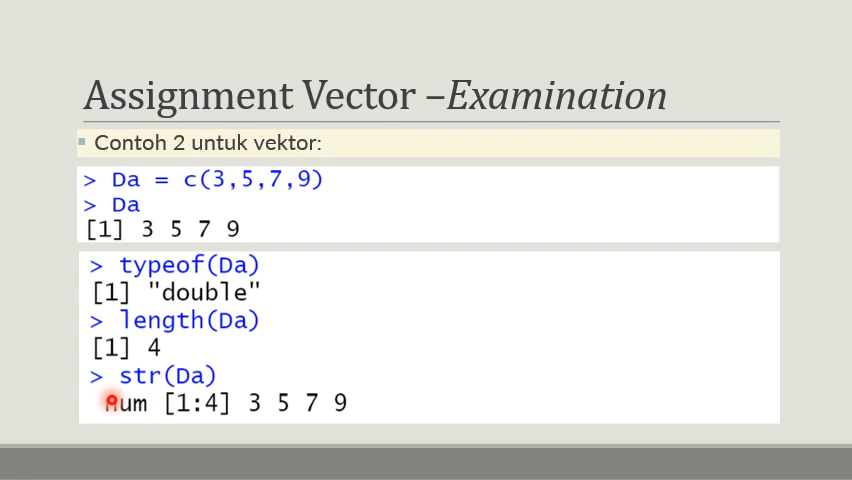 Assignment Vector –Examination
Contoh 2 untuk vektor:
> Da = c(3,5,7,9)
> Da
[1] 3 5 7 9
> typeof(Da)
[1] "double"
> length(Da)
[1] 4
> str(Da)
num [1:4] 3 5 7 9